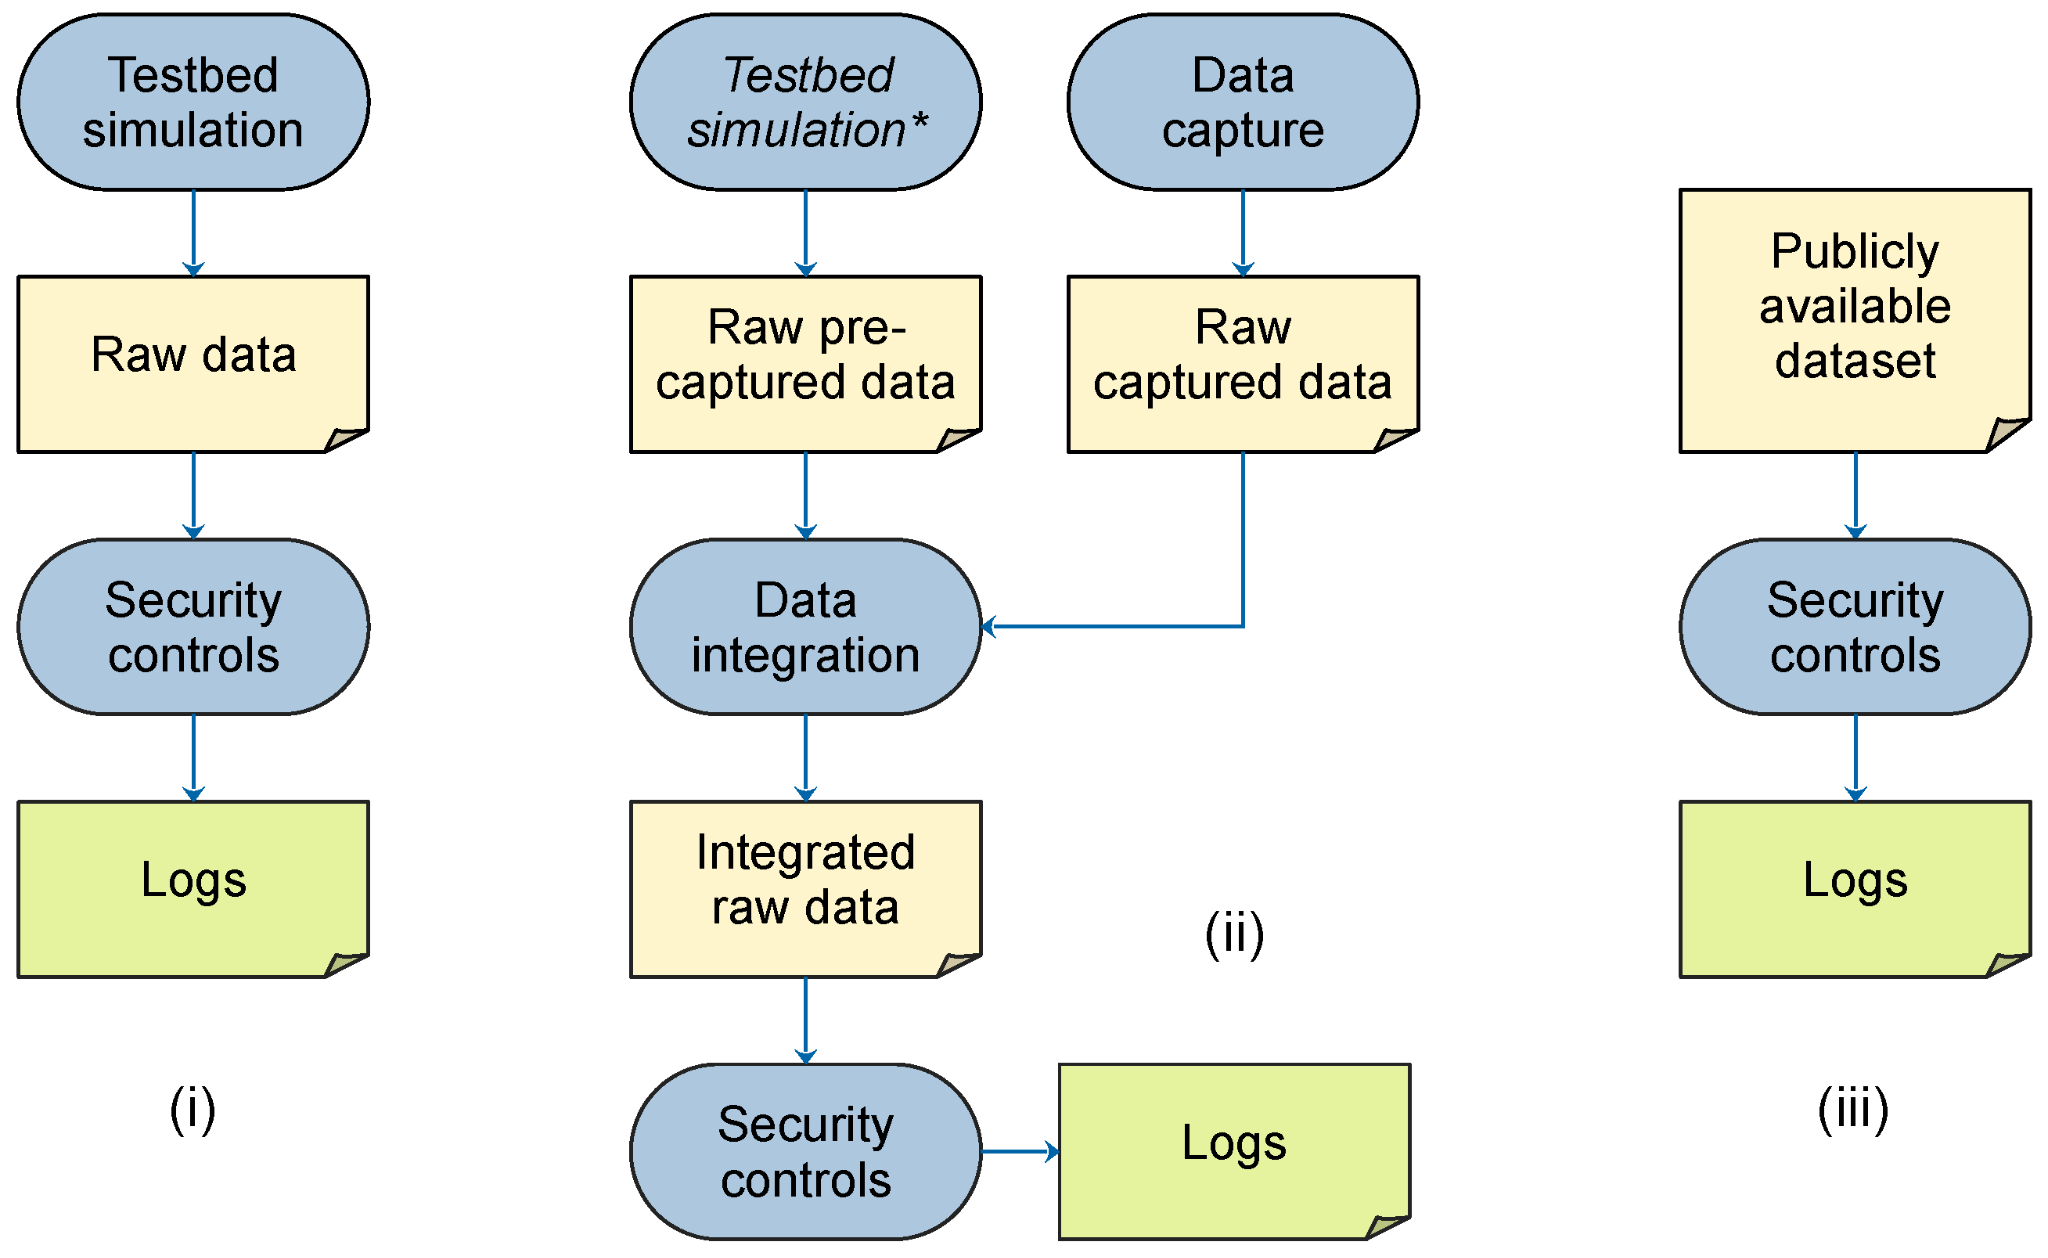 Testbed
simulation
Raw data
Security
controls
Logs
(i)
Testbed
simulation*
Data
capture
Raw pre-
captured data
Raw
captured data
Data
integration
Integrated
raw data
Security
controls
Logs
(ii)
Publicly
available
dataset
Security
controls
Logs
(iii)